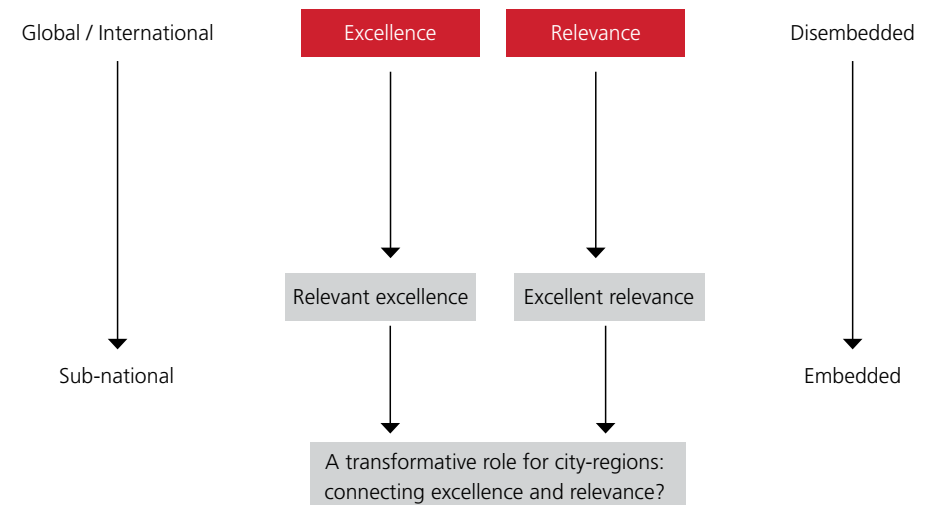 Global / International
Excellence
Relevance
Disembedded
Relevant excellence
Excellent relevance
Sub-national
Embedded
A transformative role for city-regions:
connecting excellence and relevance?